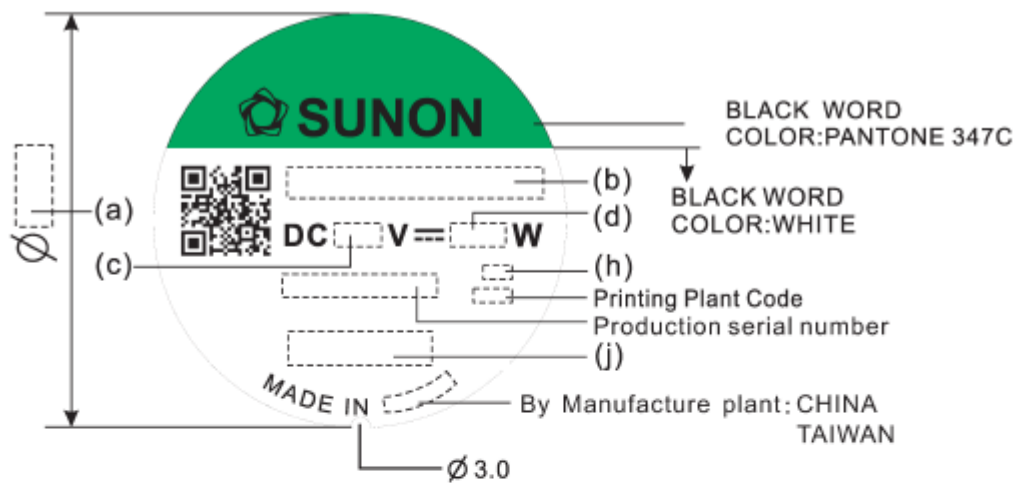 SUNON
BLACK WORD
COLOR:PANTONE 347C
BLACK WORD
COLOR:WHITE
(a)
Ø
(b)
(d)
DC V W
(c)
(h)
Printing Plant Code
Production serial number
(j)
MADE IN
By Manufacture plant: CHINA
TAIWAN
Ø 3.0